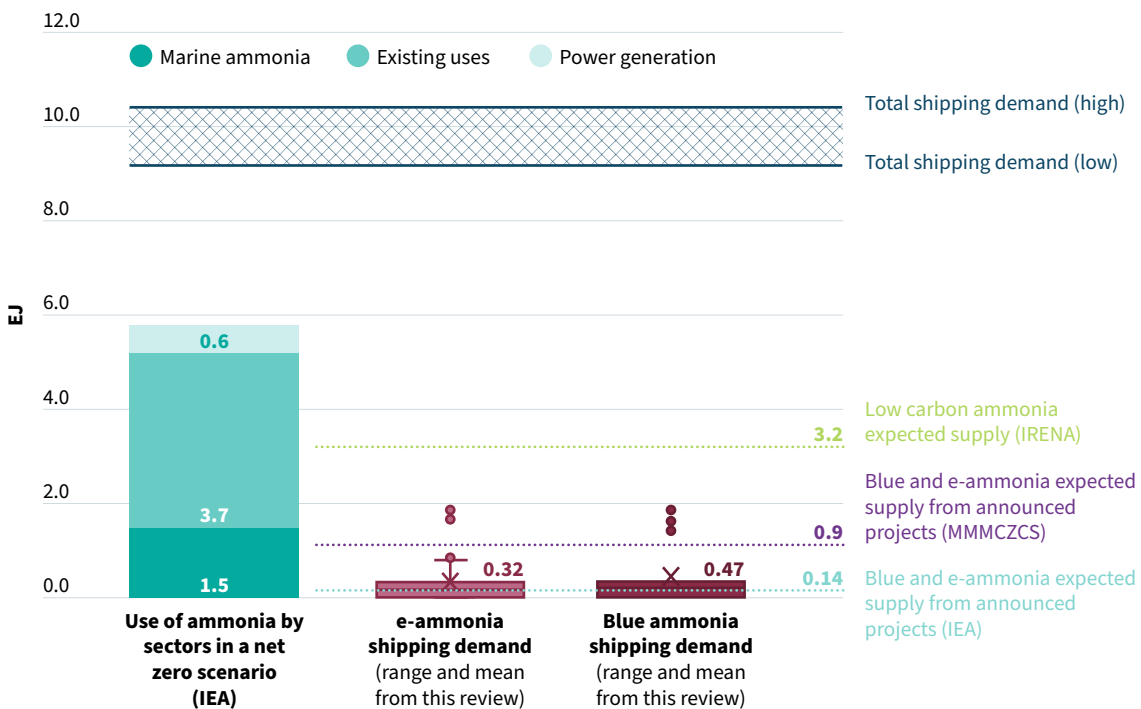 12.0
Marine ammonia
Existing uses
Power generation
Total shipping demand (high)
10.0
Total shipping demand (low)
8.0
6.0
EJ
0.6
4.0
Low carbon ammonia
expected supply (IRENA)
3.2
Blue and e-ammonia expected
supply from announced
projects (MMMCZCS)
2.0
3.7
0.9
0.32
0.47
0.14
Blue and e-ammonia expected
supply from announced
projects (IEA)
0.0
1.5
Use of ammonia by
sectors in a net
zero scenario
(IEA)
e-ammonia
shipping demand
(range and mean
from this review)
Blue ammonia
shipping demand
(range and mean
from this review)